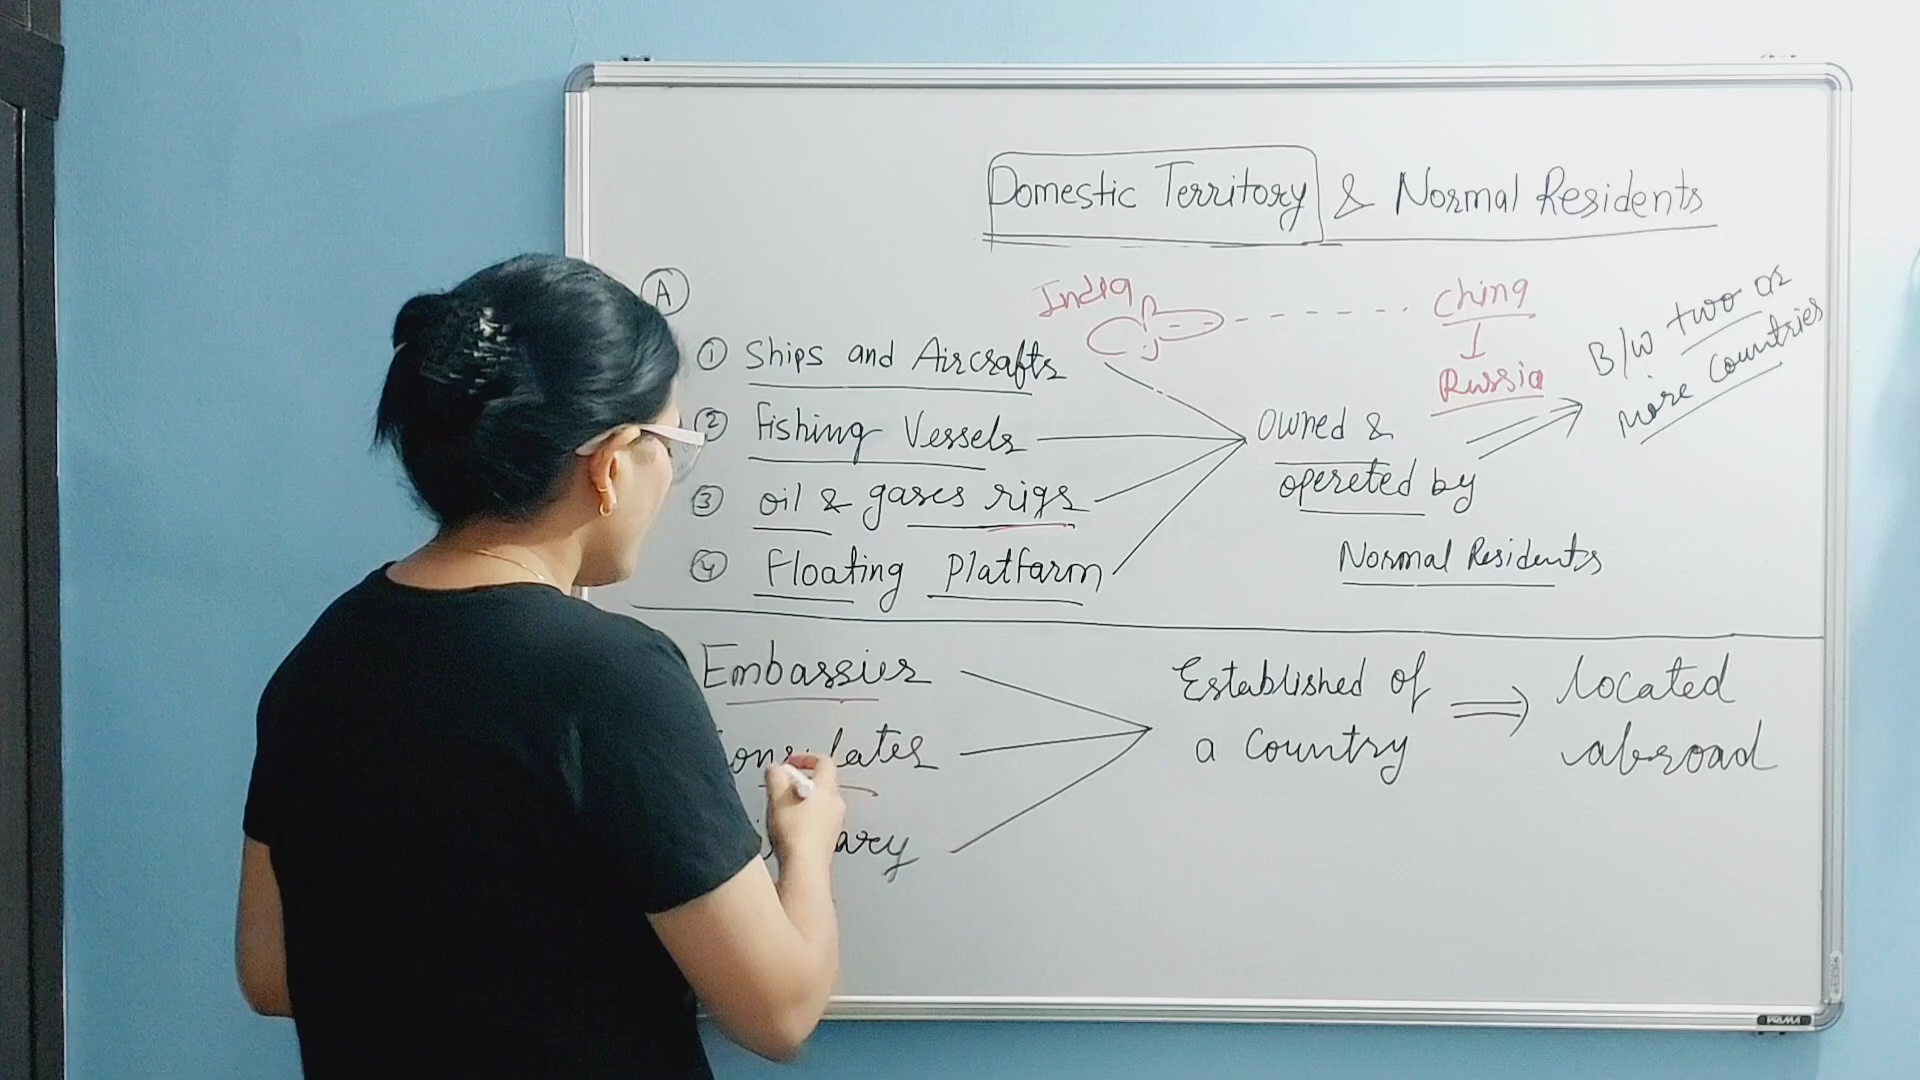 Domestic Territory & Normal Residents
A
India
China
Russia
B/w two or
more Countries
① Ships and Aircrafts
② Fishing Vessels
③ oil & gases rigs
④ Floating Platfarm
Owned &
opereted by
Normal Residents
Embassies
Established of
a Country
⇒ located
abroad
PRIMA